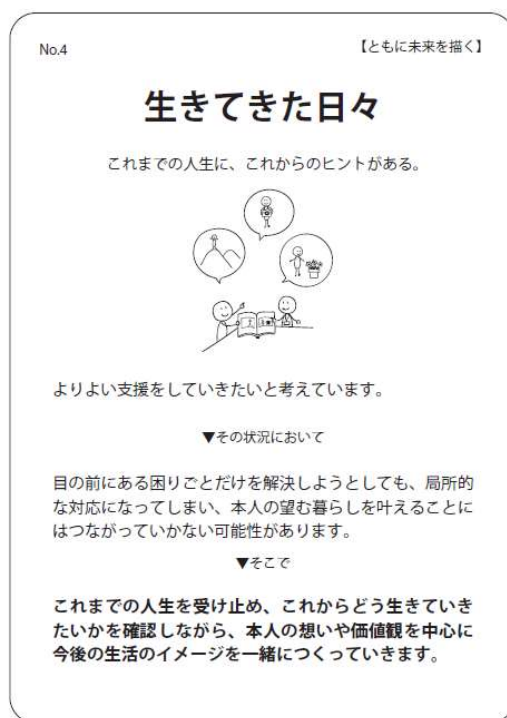 No.4
【ともに未来を描く】
生きてきた日々
これまでの人生に、これからのヒントがある。
よりよい支援をしていきたいと考えています。
▼その状況において
目の前にある困りごとだけを解決しようとしても、局所的
な対応になってしまい、本人の望む暮らしを叶えることに
はつながっていかない可能性があります。
▼そこで
これまでの人生を受け止め、これからどう生きていき
たいかを確認しながら、本人の想いや価値観を中心に
今後の生活のイメージを一緒につくっていきます。